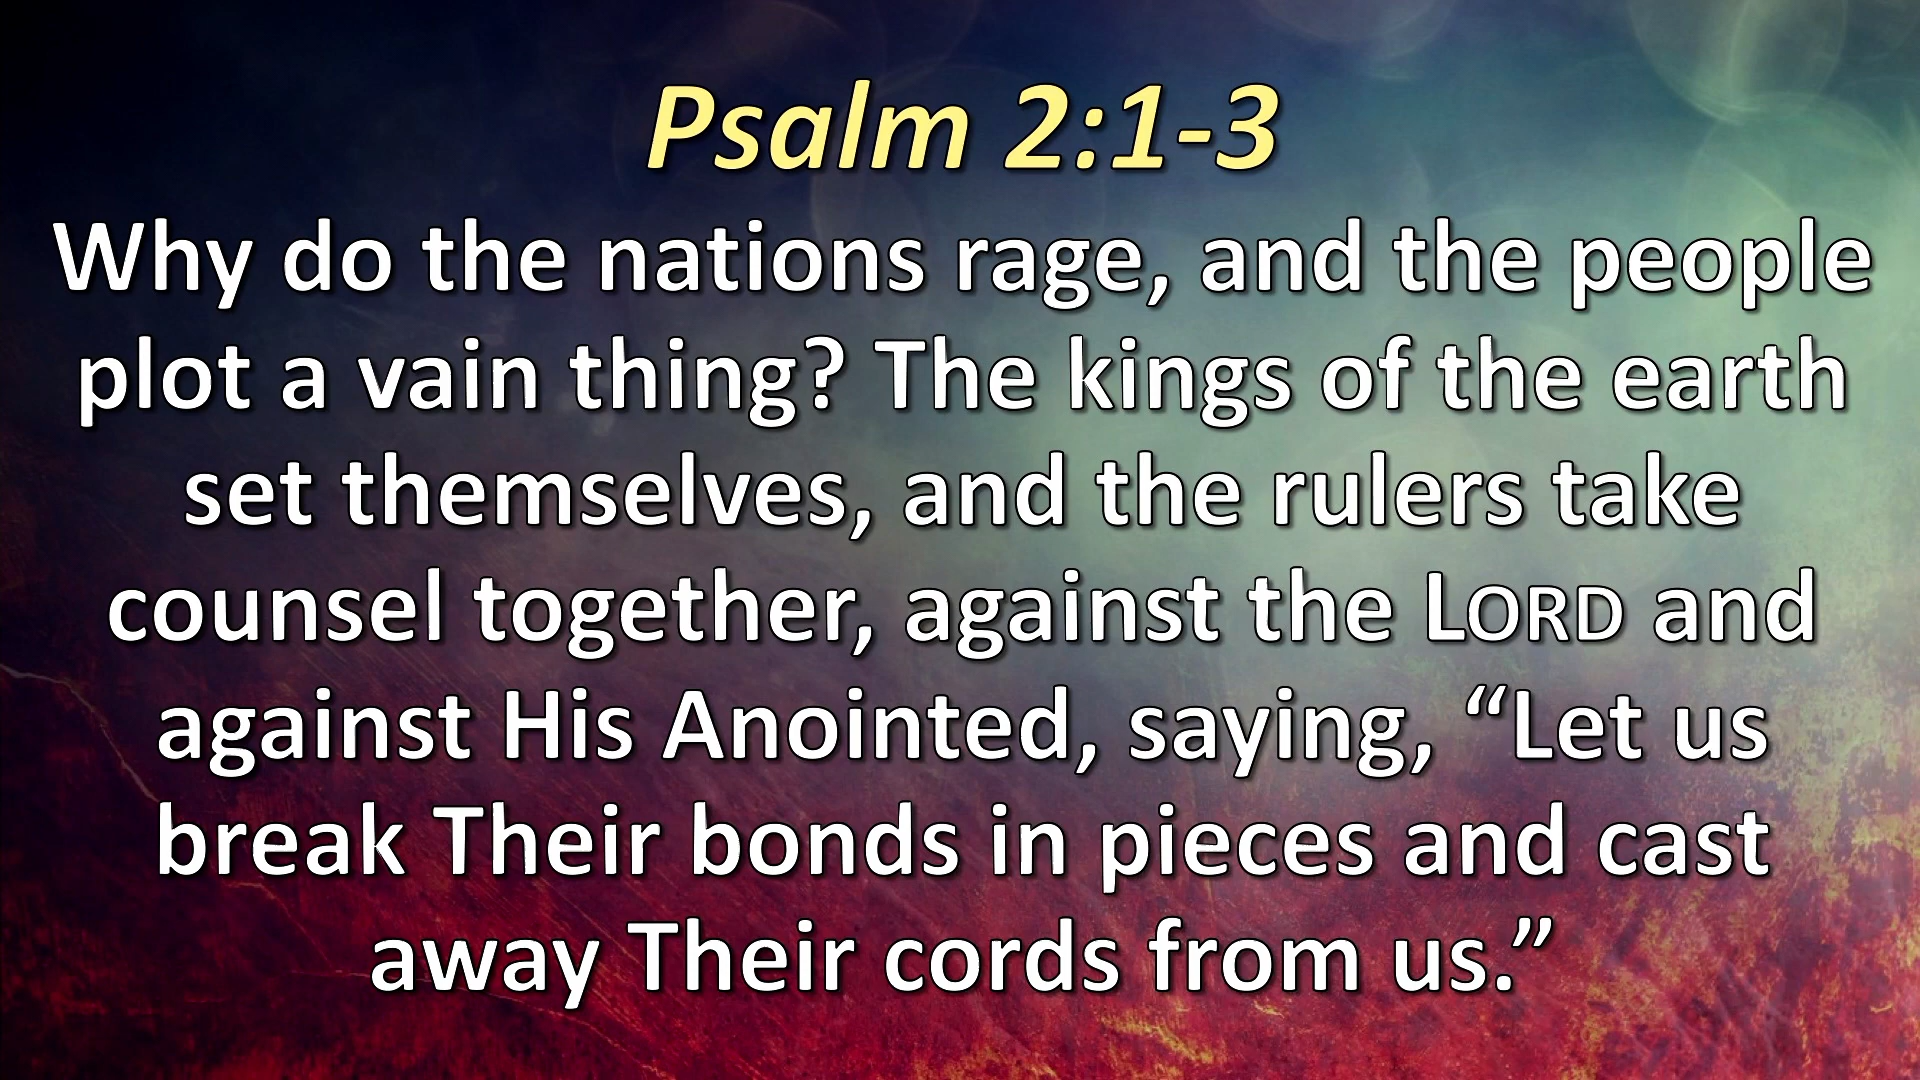 Psalm 2:1-3
Why do the nations rage, and the people
plot a vain thing? The kings of the earth
set themselves, and the rulers take
counsel together, against the LORD and
against His Anointed, saying, “Let us
break Their bonds in pieces and cast
away Their cords from us.”